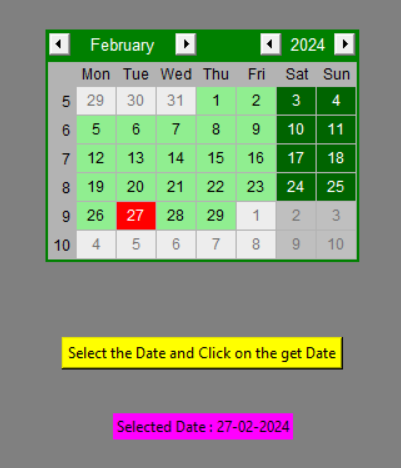 February 2024
Mon Tue Wed Thu Fri Sat Sun
5 29 30 31 1 2 3 4
6 5 6 7 8 9 10 11
7 12 13 14 15 16 17 18
8 19 20 21 22 23 24 25
9 26 27 28 29 1 2 3
10 4 5 6 7 8 9 10
Select the Date and Click on the get Date
Selected Date : 27-02-2024